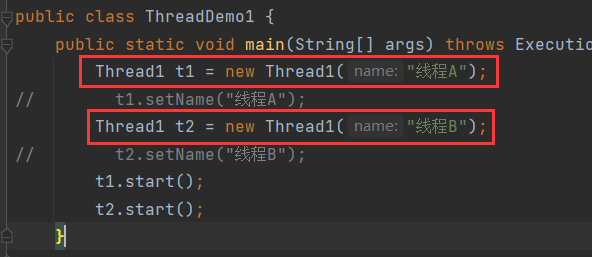 public class ThreadDemo1 {
public static void main(String[] args) throws Executio
Thread1 t1 = new Thread1( name: "线程A");
// t1.setName("线程A");
Thread1 t2 = new Thread1( name: "线程B");
// t2.setName("线程B");
t1.start();
t2.start();
}